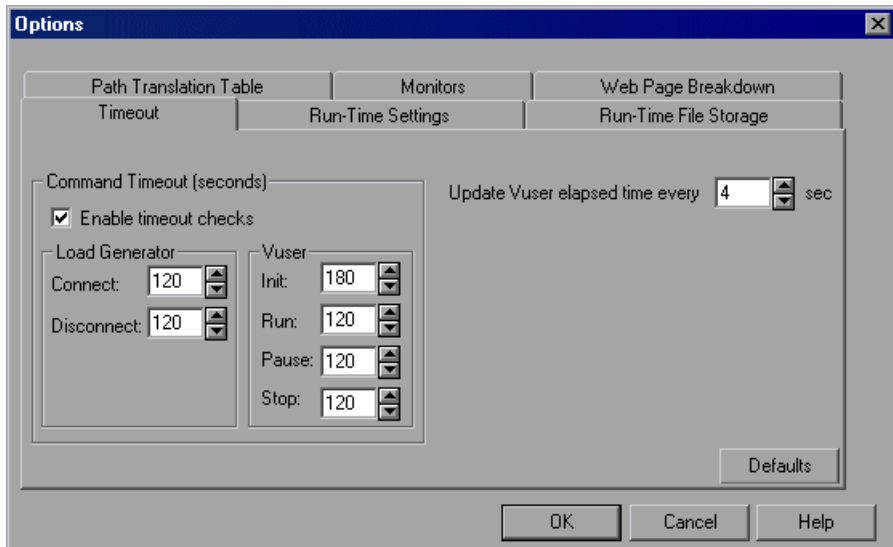 Options
Path Translation Table
Monitors
Web Page Breakdown
Timeout
Run-Time Settings
Run-Time File Storage
Command Timeout (seconds)
Enable timeout checks
Load Generator
Connect: 120
Disconnect: 120
Vuser
Init: 180
Run: 120
Pause: 120
Stop: 120
Update Vuser elapsed time every 4 sec
Defaults
OK
Cancel
Help